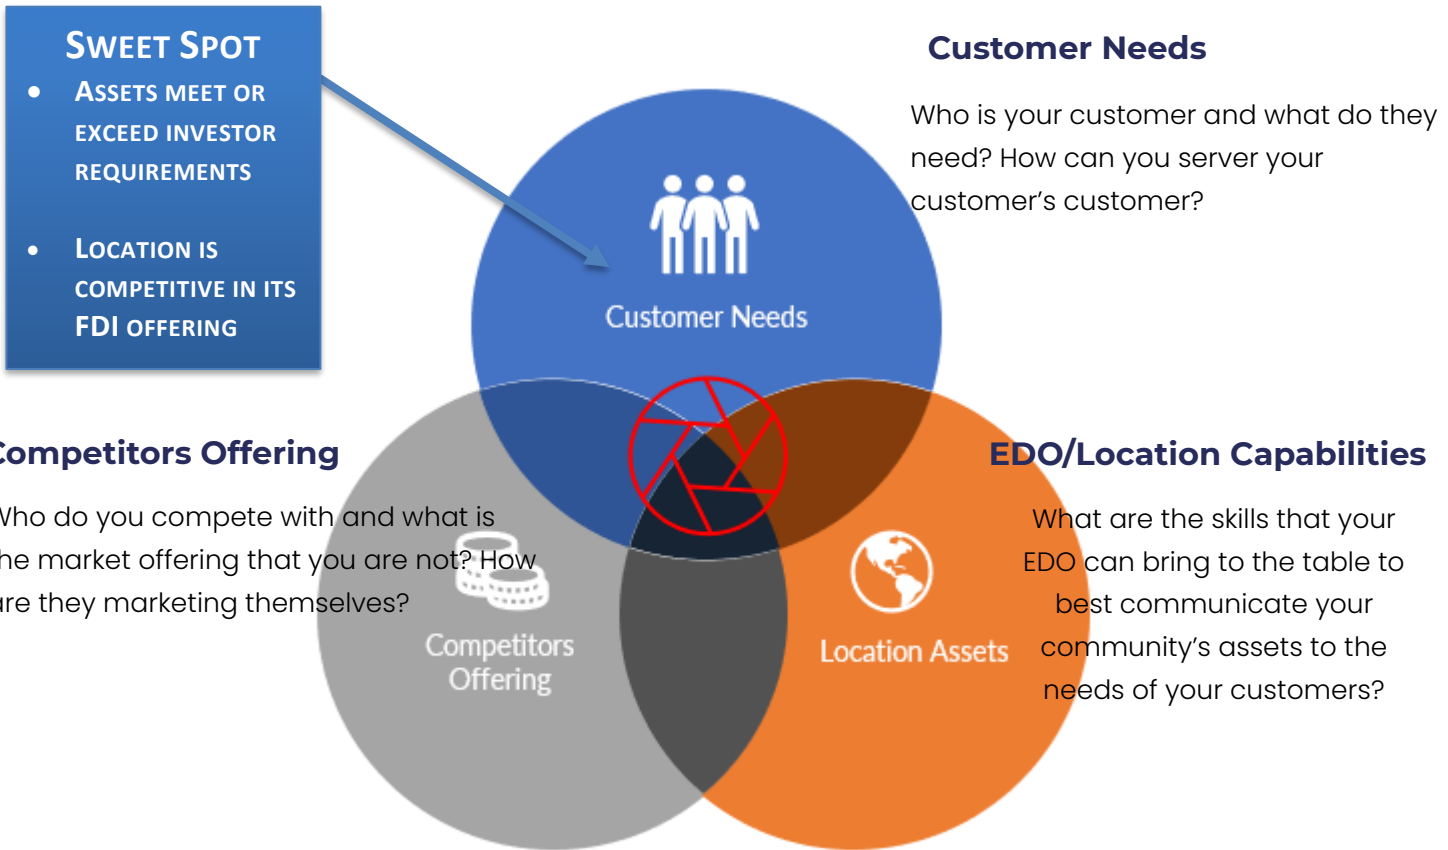 SWEET SPOT
• ASSETS MEET OR
EXCEED INVESTOR
REQUIREMENTS
• LOCATION IS
COMPETITIVE IN ITS
FDI OFFERING
Customer Needs
Who is your customer and what do they
need? How can you server your
customer’s customer?
Customer Needs
Competitors Offering
Who do you compete with and what is
the market offering that you are not? How
are they marketing themselves?
Competitors
Offering
EDO/Location Capabilities
What are the skills that your
EDO can bring to the table to
best communicate your
community’s assets to the
needs of your customers?
Location Assets